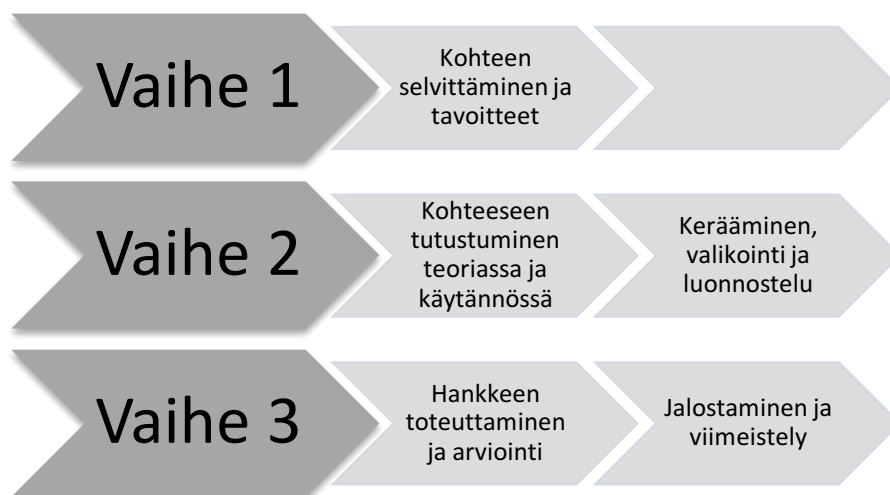 Vaihe 1
Kohteen
selvittäminen ja
tavoitteet
Vaihe 2
Kohteeseen
tutustuminen
teoriassa ja
käytännössä
Kerääminen,
valikointi ja
luonnostelu
Vaihe 3
Hankkeen
toteuttaminen
ja arviointi
Jalostaminen ja
viimeistely